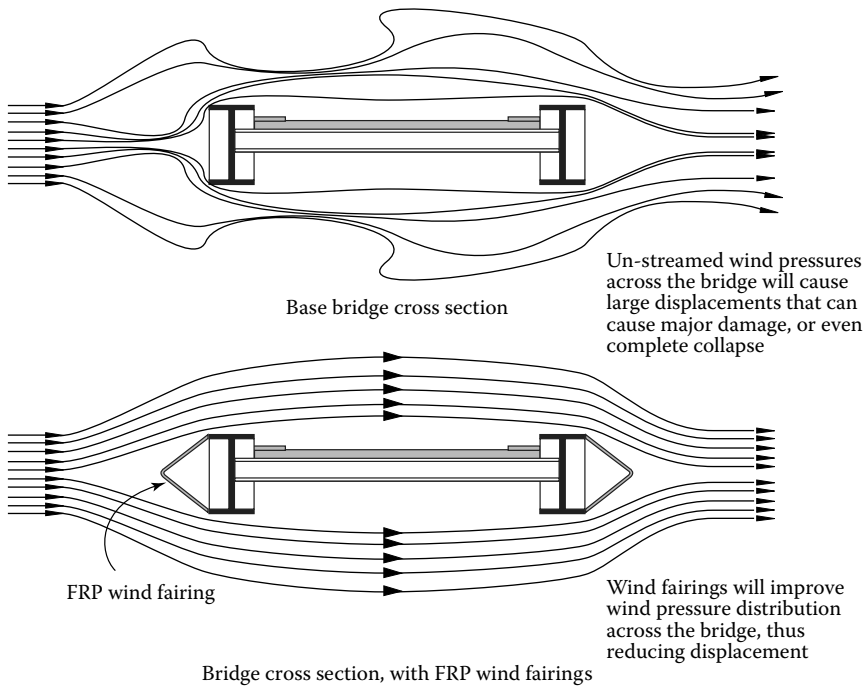 Un-streamed wind pressures
across the bridge will cause
large displacements that can
cause major damage, or even
complete collapse
Base bridge cross section
FRP wind fairing
Wind fairings will improve
wind pressure distribution
across the bridge, thus
reducing displacement
Bridge cross section, with FRP wind fairings